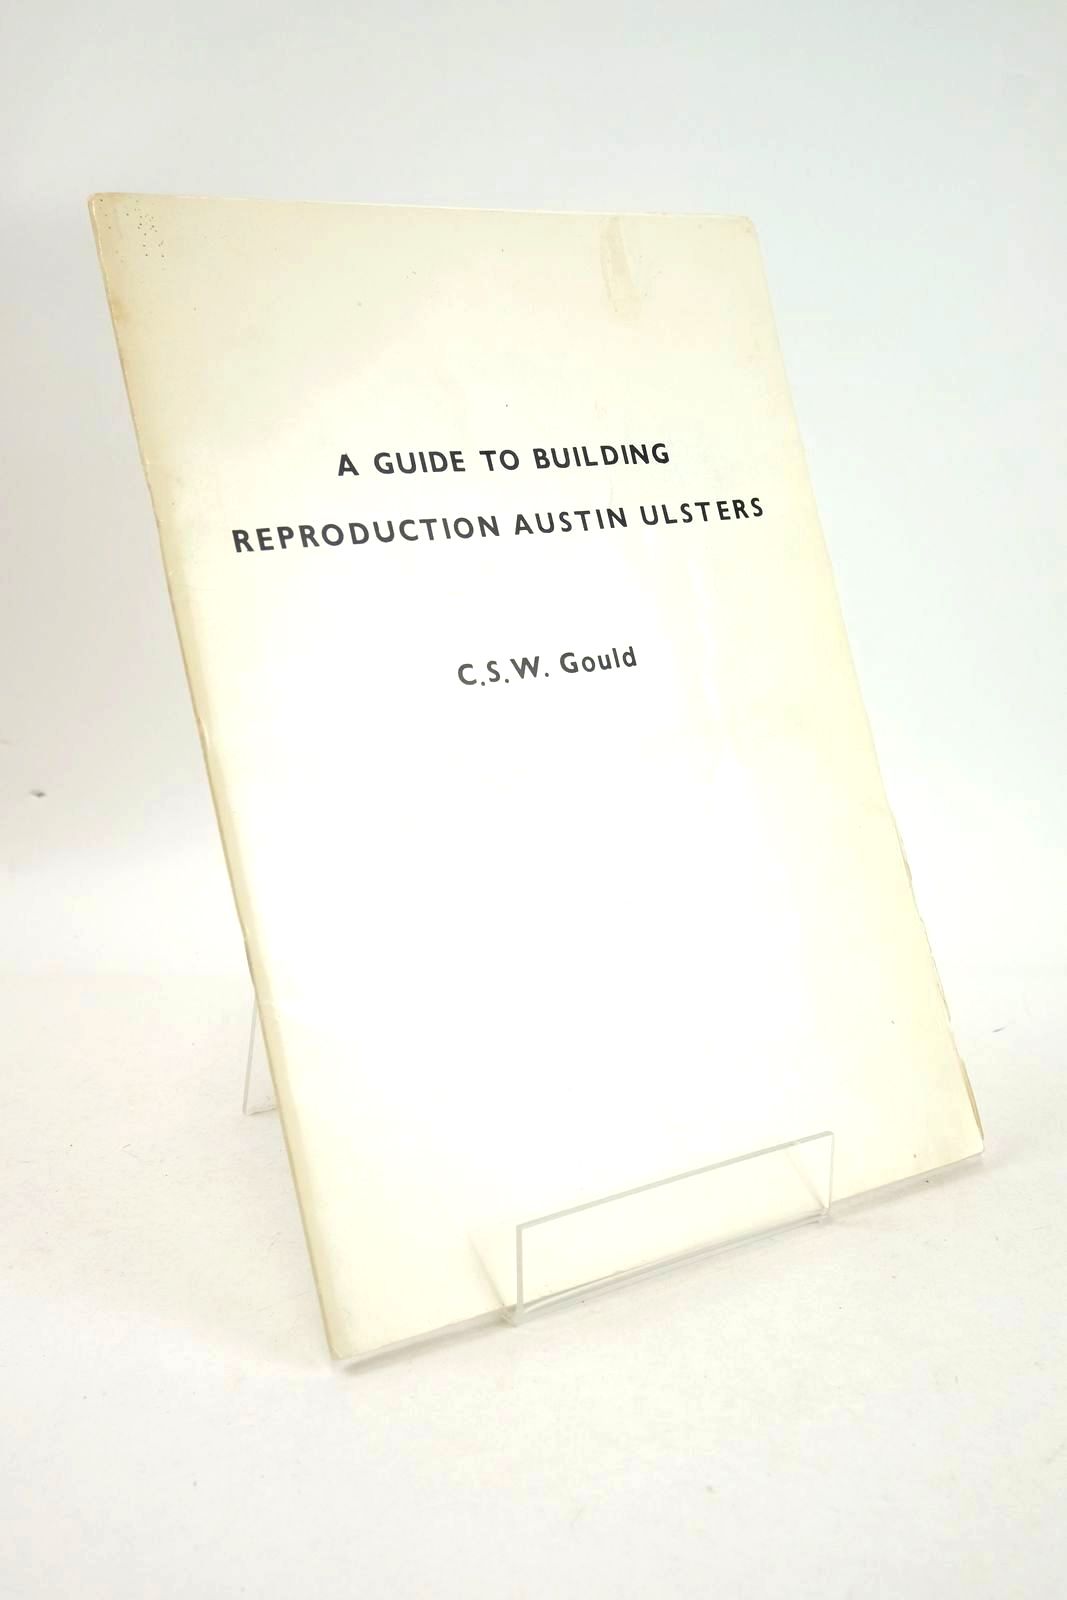 A GUIDE TO BUILDING
REPRODUCTION AUSTIN ULSTERS
C.S.W. Gould